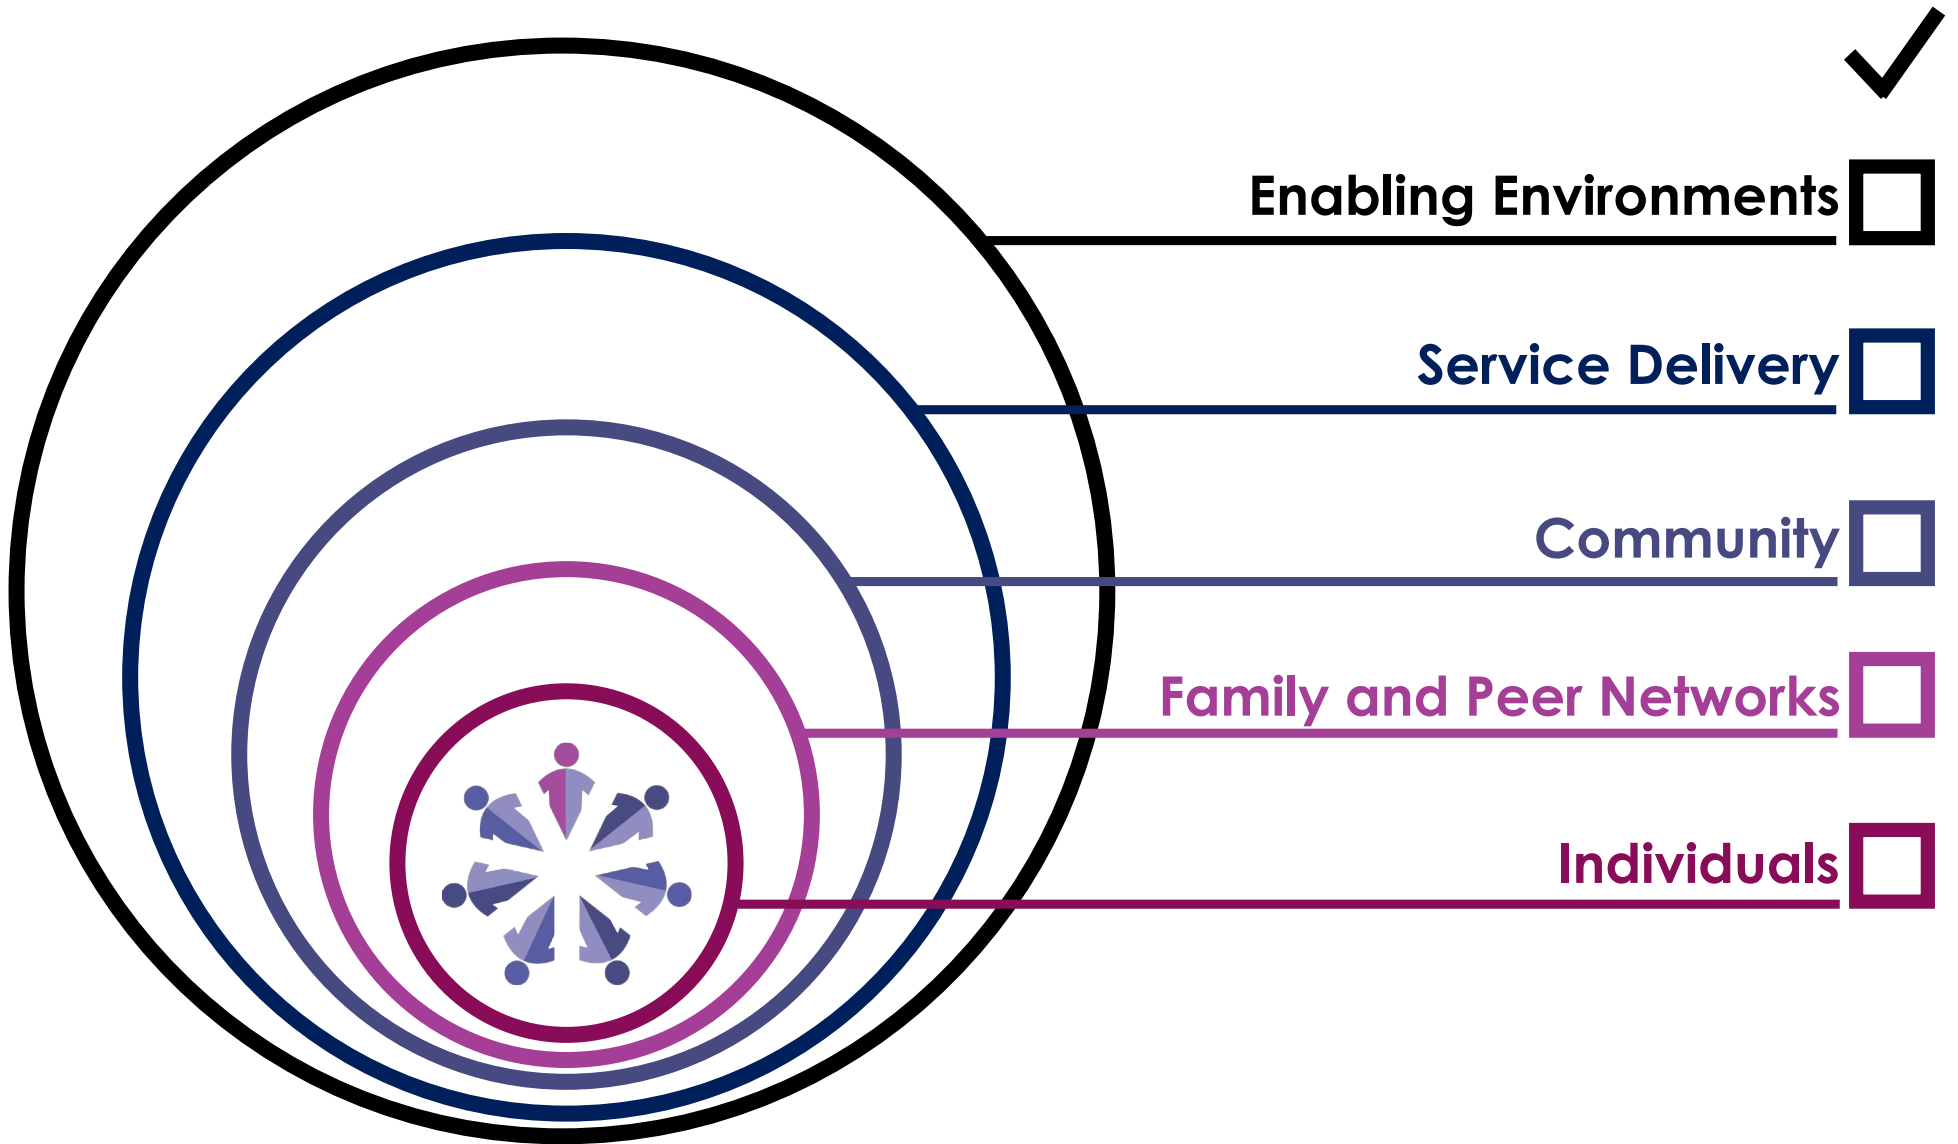 Enabling Environments
Service Delivery
Community
Family and Peer Networks
Individuals